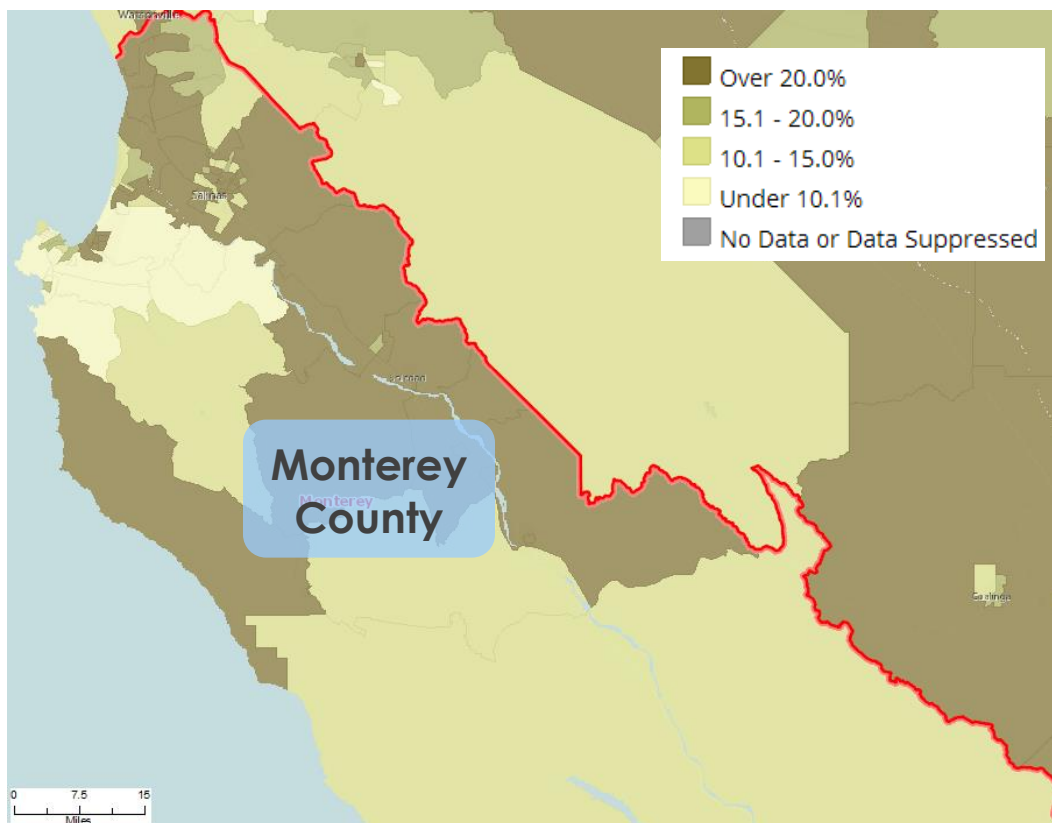 Watsonville
Over 20.0%
15.1 - 20.0%
10.1 - 15.0%
Under 10.1%
No Data or Data Suppressed
Salinas
Monterey
Monterey
County
Coalinga
0 7.5 15
Miles